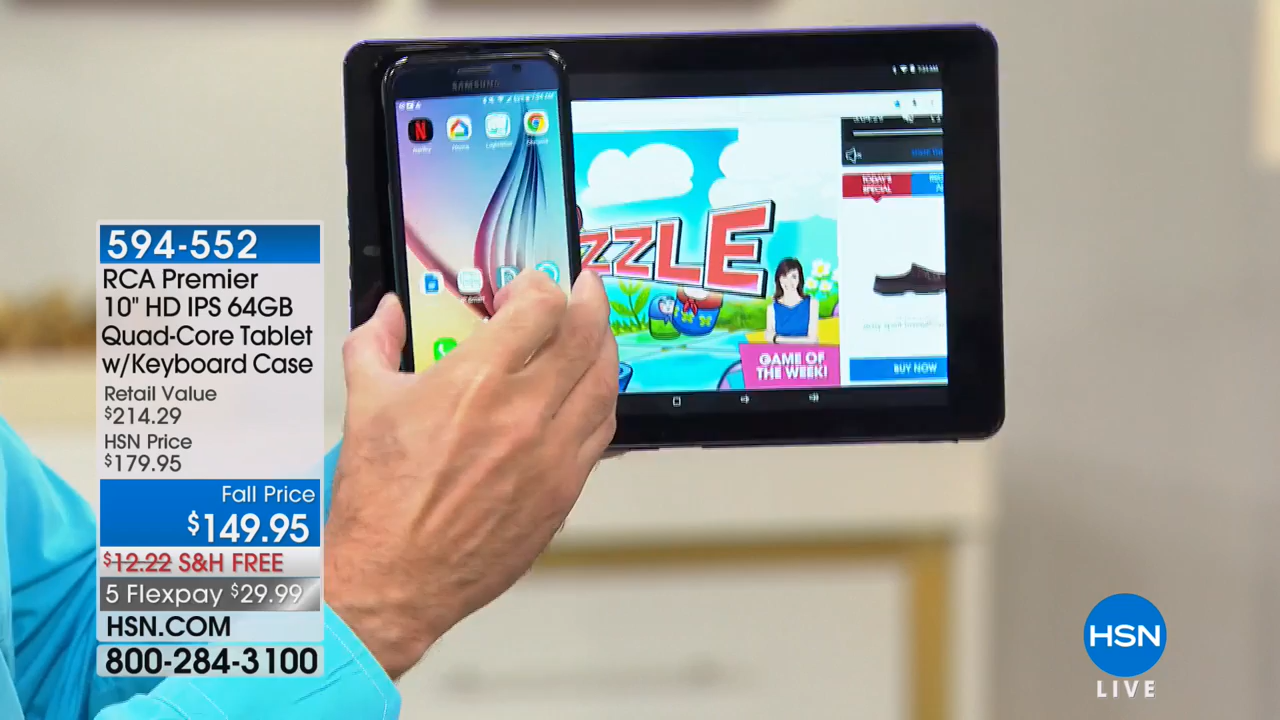 594-552
RCA Premier
10" HD IPS 64GB
Quad-Core Tablet
w/Keyboard Case
Retail Value
$214.29
HSN Price
$179.95
Fall Price
$149.95
$12.22 S&H FREE
5 Flexpay $29.99
HSN.COM
800-284-3100
SAMSUNG
N
ZZLE
GAME OF
THE WEEK!
TODAY'S
SPECIAL
BUY NOW
HSN
LIVE